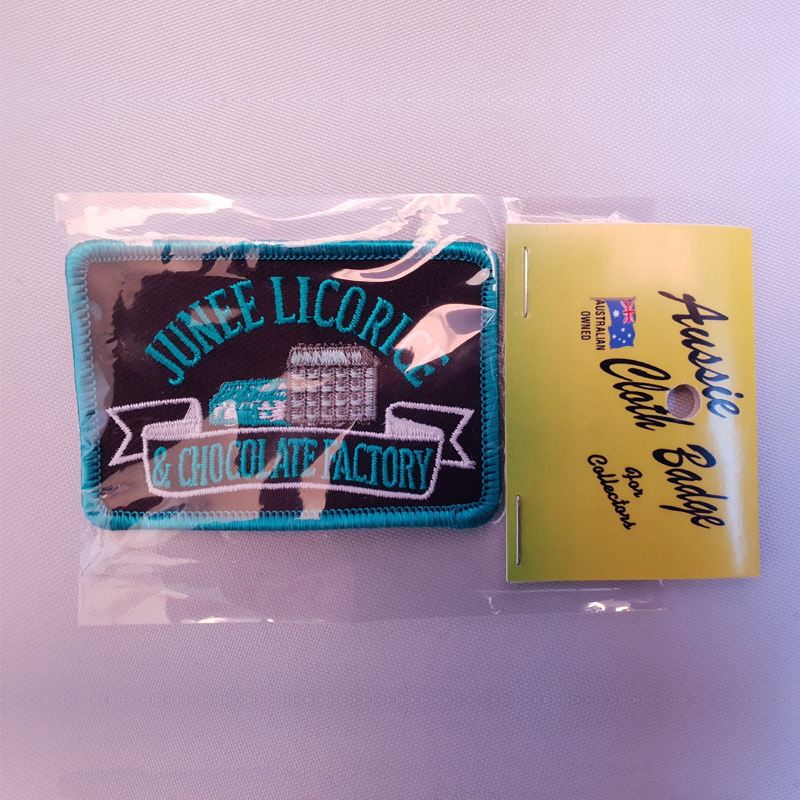 JUNEE LICORICE
& CHOCOLATE FACTORY
Aussie
Cloth Badge
for
Collectors
AUSTRALIAN
OWNED